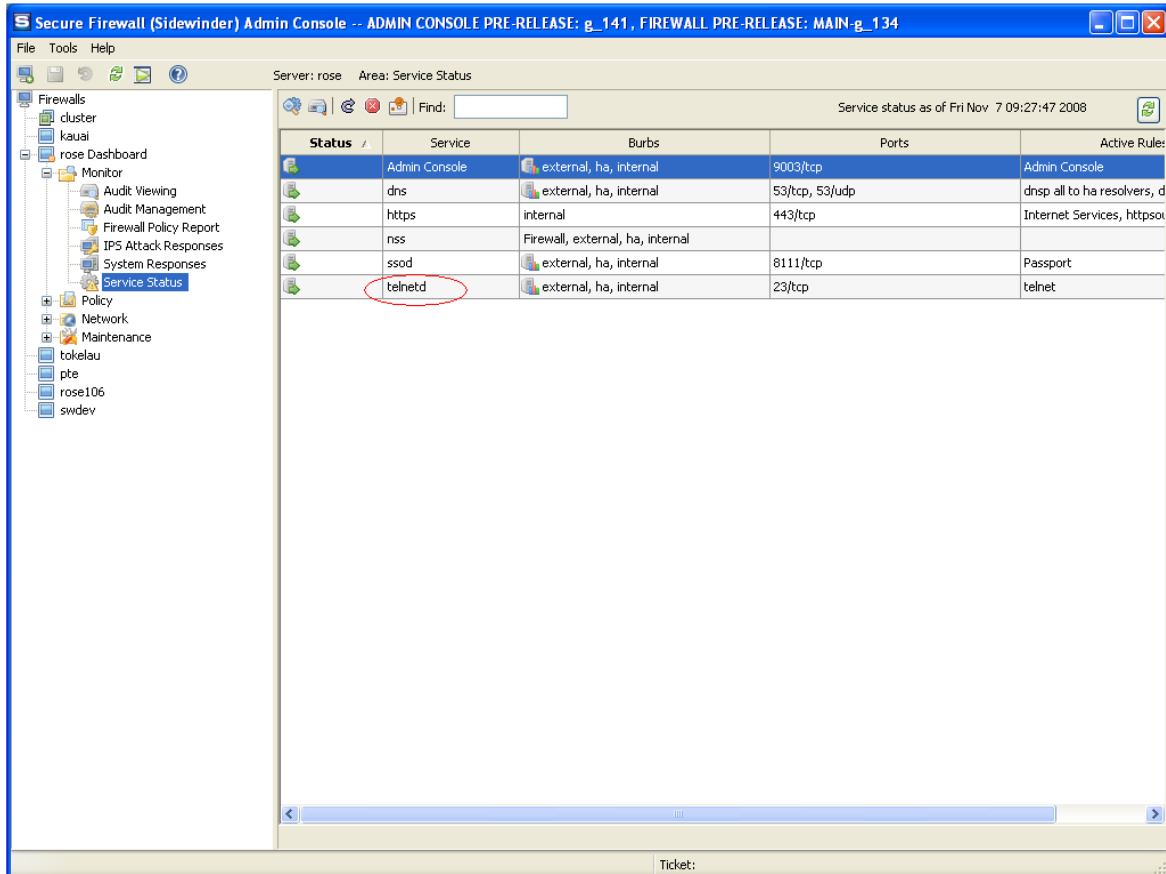 Secure Firewall (Sidewinder) Admin Console -- ADMIN CONSOLE PRE-RELEASE: g_141, FIREWALL PRE-RELEASE: MAIN-g_134
File Tools Help
Server: rose Area: Service Status
Firewalls
cluster
kauai
rose Dashboard
Monitor
Audit Viewing
Audit Management
Firewall Policy Report
IPS Attack Responses
System Responses
Service Status
Policy
Network
Maintenance
tokelau
pte
rose106
swdev
Find:
Service status as of Fri Nov 7 09:27:47 2008
Status Service Burbs Ports Active Rules
Admin Console external, ha, internal 9003/tcp Admin Console
dns external, ha, internal 53/tcp, 53/udp dnsp all to ha resolvers, d
https internal 443/tcp Internet Services, httpsou
nss Firewall, external, ha, internal
ssod external, ha, internal 8111/tcp Passport
telnetd external, ha, internal 23/tcp telnet
Ticket: